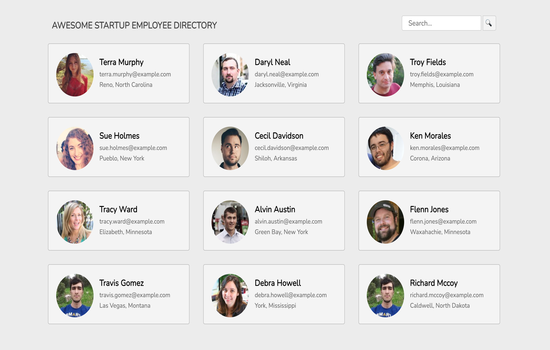 AWESOME STARTUP EMPLOYEE DIRECTORY
Search...
Terra Murphy
terra.murphy@example.com
Reno, North Carolina
Daryl Neal
daryl.neal@example.com
Jacksonville, Virginia
Troy Fields
troy.fields@example.com
Memphis, Louisiana
Sue Holmes
sue.holmes@example.com
Pueblo, New York
Cecil Davidson
cecil.davidson@example.com
Shiloh, Arkansas
Ken Morales
ken.morales@example.com
Corona, Arizona
Tracy Ward
tracy.ward@example.com
Elizabeth, Minnesota
Alvin Austin
alvin.austin@example.com
Green Bay, New York
Flenn Jones
flenn.jones@example.com
Waxahachie, Minnesota
Travis Gomez
travis.gomez@example.com
Las Vegas, Montana
Debra Howell
debra.howell@example.com
York, Mississippi
Richard Mccoy
richard.mccoy@example.com
Caldwell, North Dakota